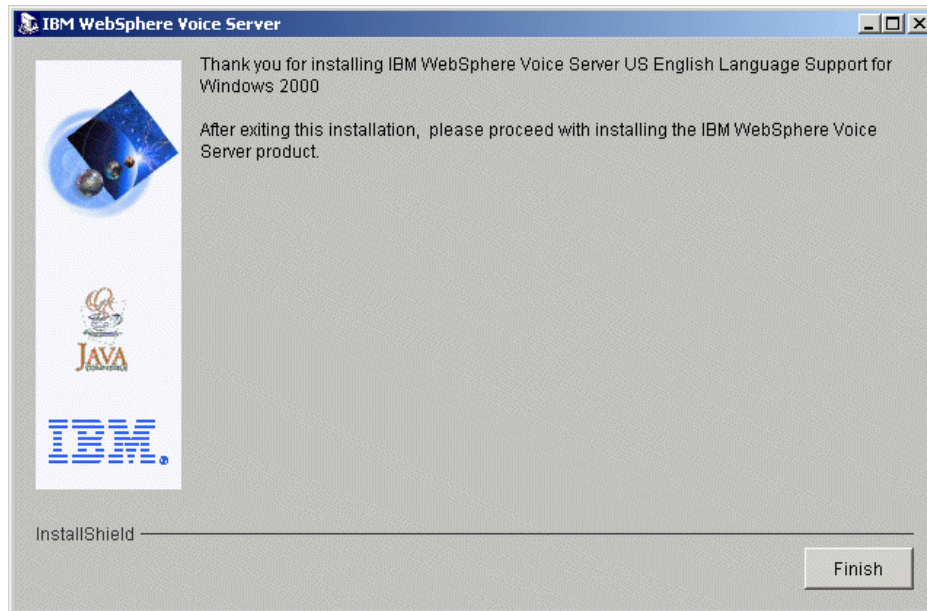 IBM WebSphere Voice Server
Thank you for installing IBM WebSphere Voice Server US English Language Support for
Windows 2000
After exiting this installation,  please proceed with installing the IBM WebSphere Voice
Server product.
JAVA
COMPATIBLE
IBM.
InstallShield
Finish